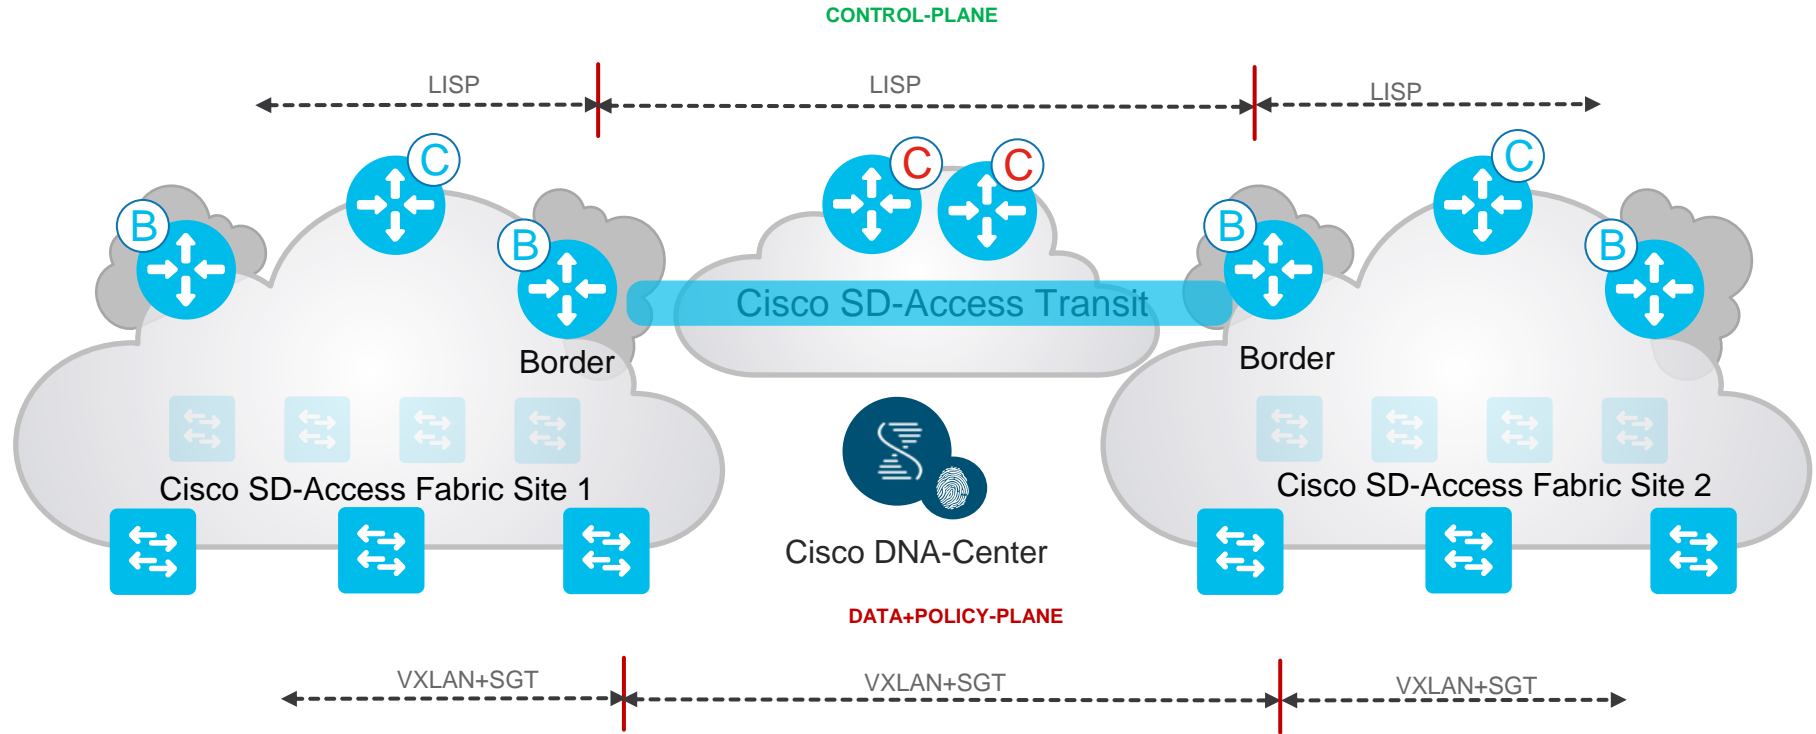 CONTROL-PLANE
LISP
LISP
LISP
C
C
C
C
B
B
B
B
Cisco SD-Access Transit
Border
Border
Cisco SD-Access Fabric Site 1
Cisco SD-Access Fabric Site 2
Cisco DNA-Center
DATA+POLICY-PLANE
VXLAN+SGT
VXLAN+SGT
VXLAN+SGT